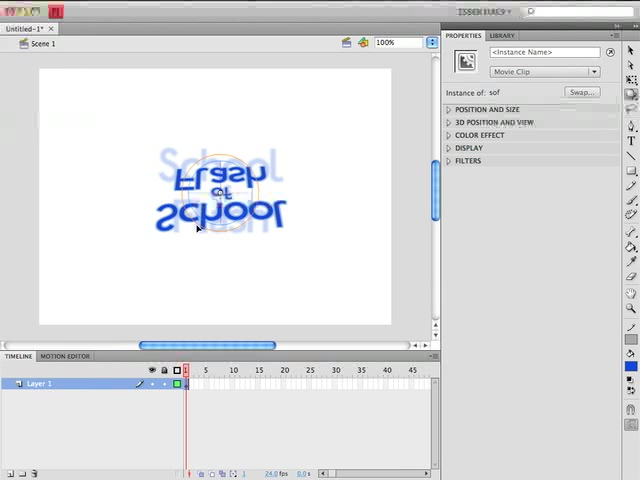 Untitled-1*
Scene 1
100%
School
Flash
of
School
Flash
PROPERTIES
LIBRARY
<Instance Name>
Movie Clip
Instance of: sof
Swap...
POSITION AND SIZE
3D POSITION AND VIEW
COLOR EFFECT
DISPLAY
FILTERS
TIMELINE
MOTION EDITOR
1 5 10 15 20 25 30 35 40 45
Layer 1
1 24.0 fps 0.0 s